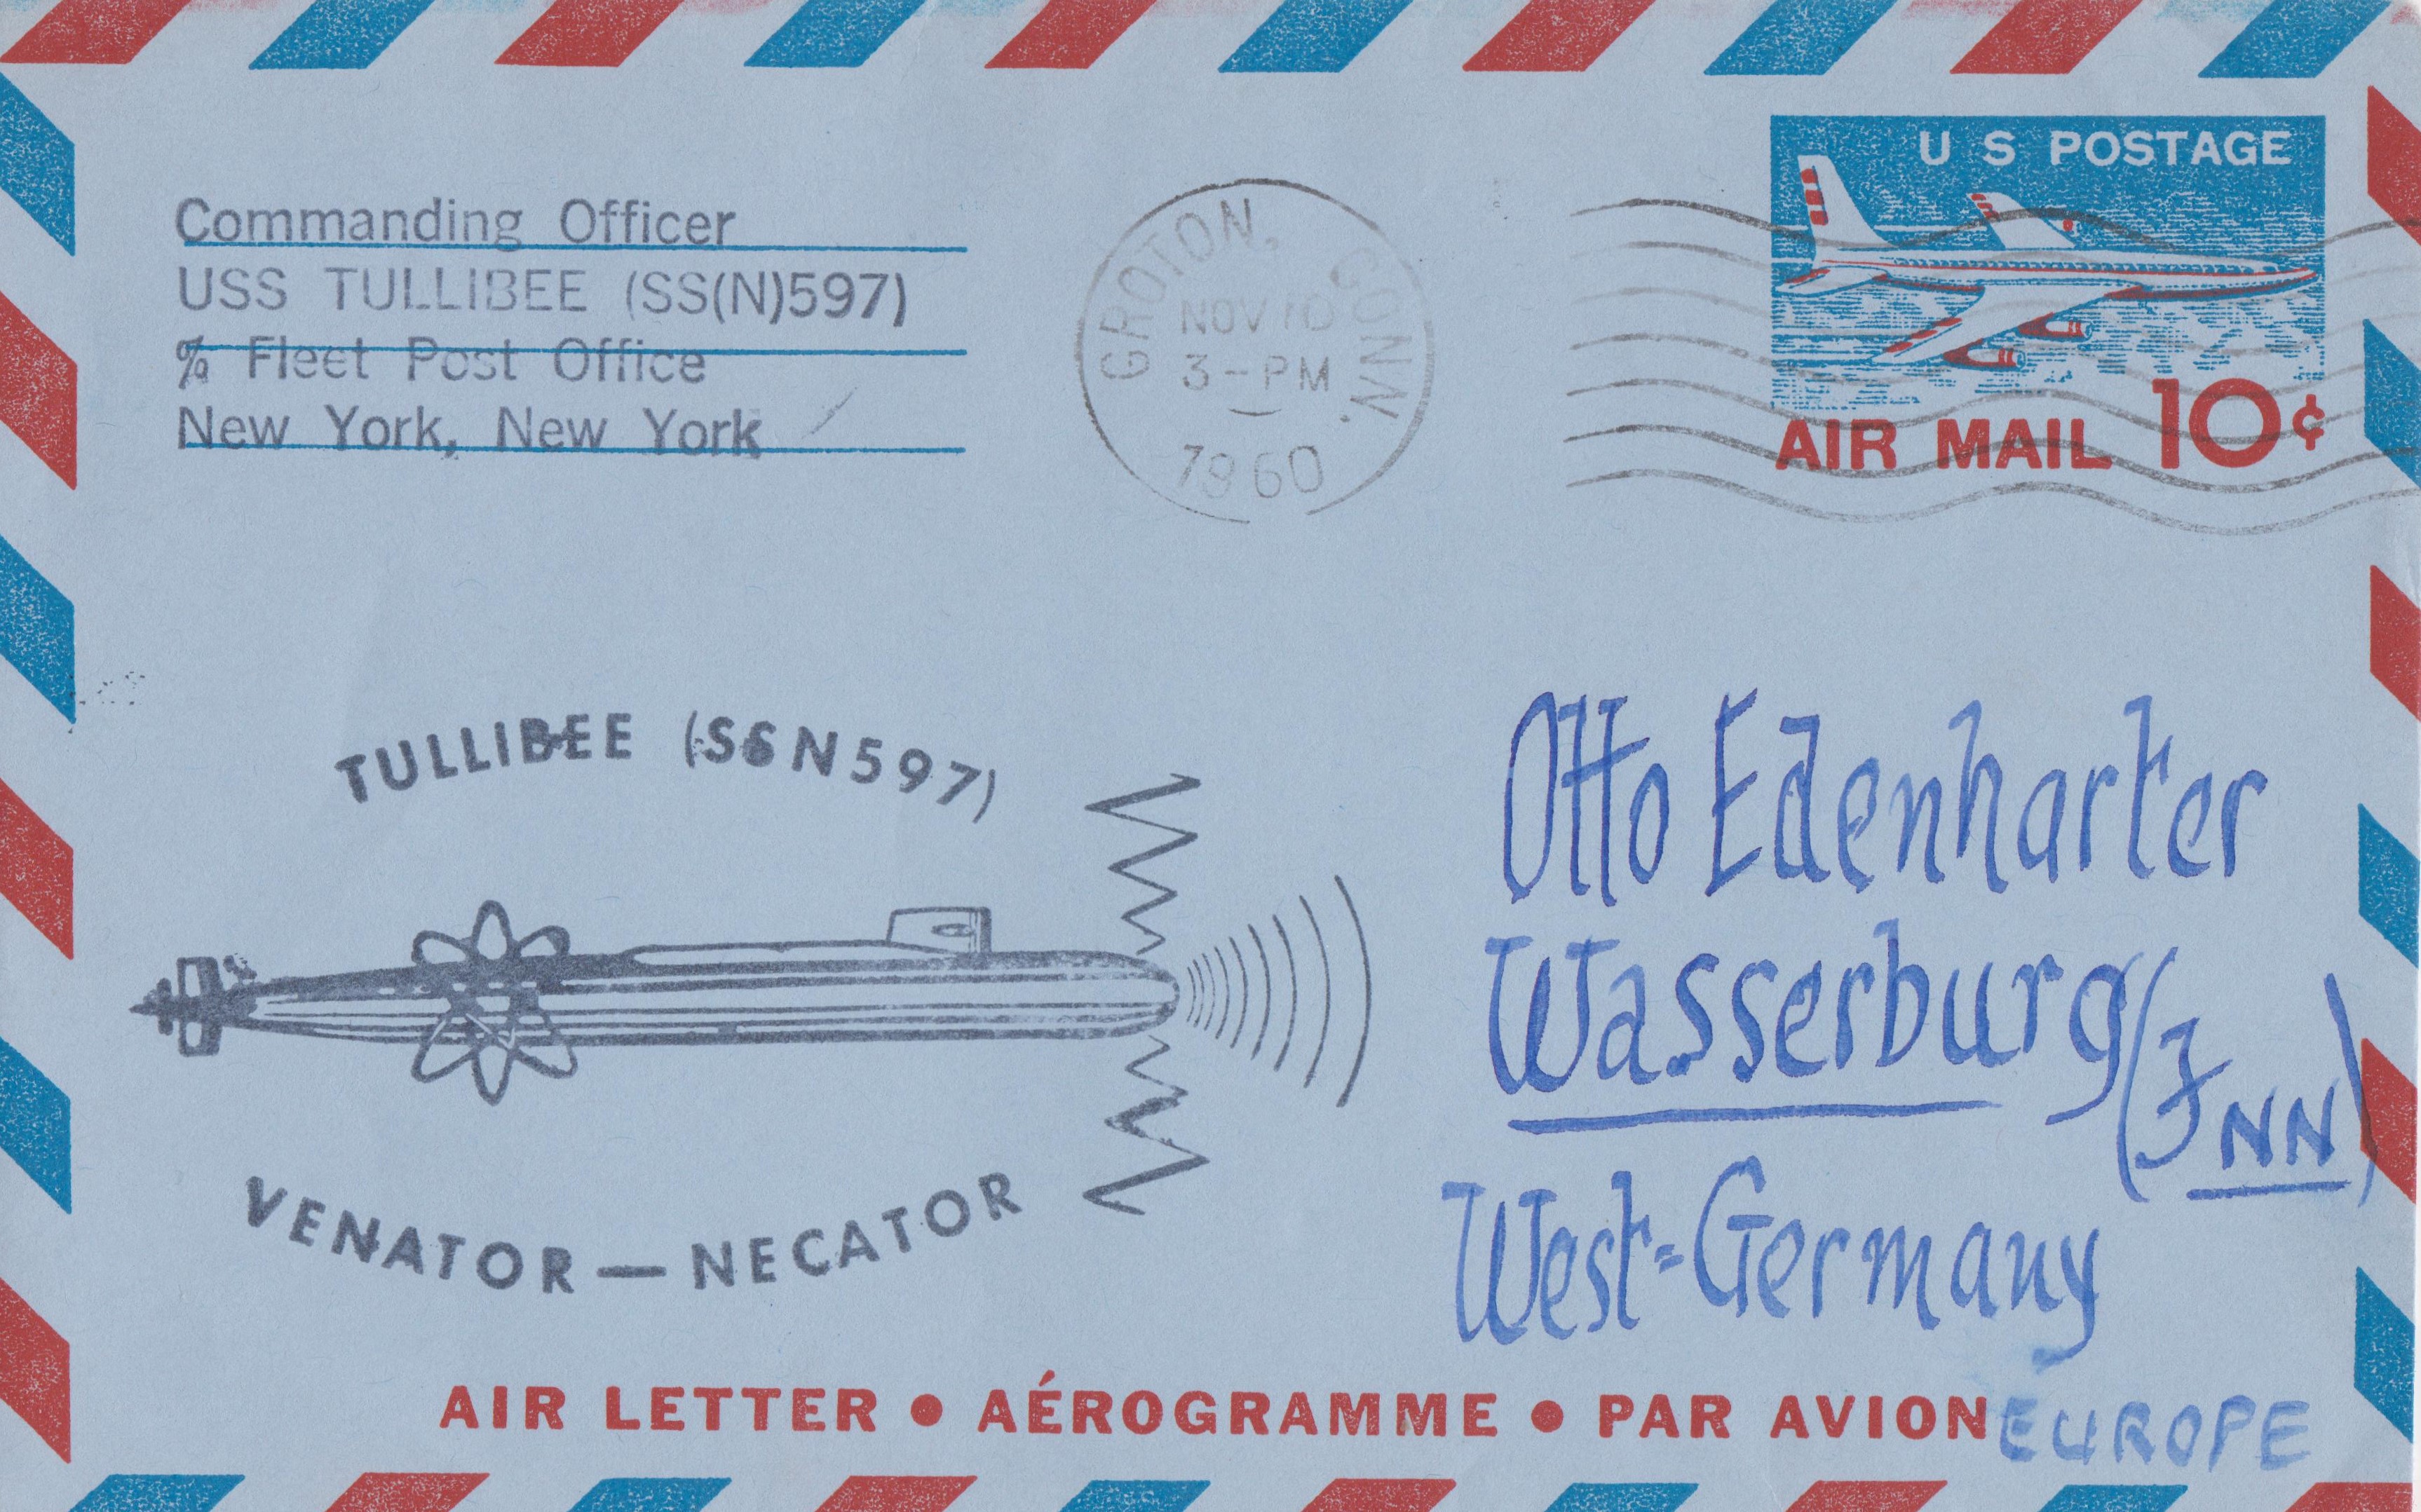 U S POSTAGE
AIR MAIL 10¢
Commanding Officer
USS TULLIBEE (SS(N)597)
% Fleet Post Office
New York, New York
GROTON, CONN.
NOV 10
3-PM
1960
TULLIBEE (SSN597)
VENATOR — NECATOR
Otto Edenharter
Wasserburg (INN)
West-Germany
EUROPE
AIR LETTER • AÉROGRAMME • PAR AVION